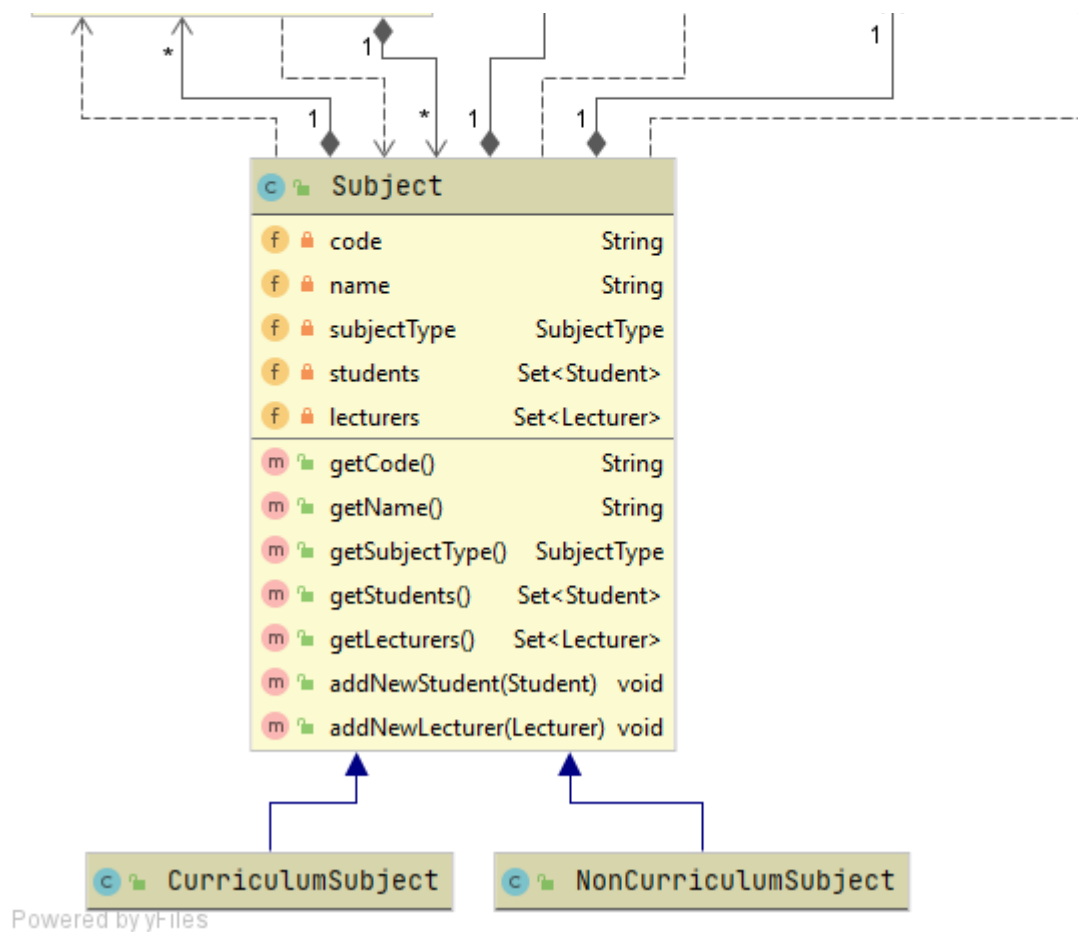 1
1
*
1
*
1
1
c Subject
f code String
f name String
f subjectType SubjectType
f students Set<Student>
f lecturers Set<Lecturer>
m getCode() String
m getName() String
m getSubjectType() SubjectType
m getStudents() Set<Student>
m getLecturers() Set<Lecturer>
m addNewStudent(Student) void
m addNewLecturer(Lecturer) void
c CurriculumSubject
c NonCurriculumSubject
Powered by yFiles